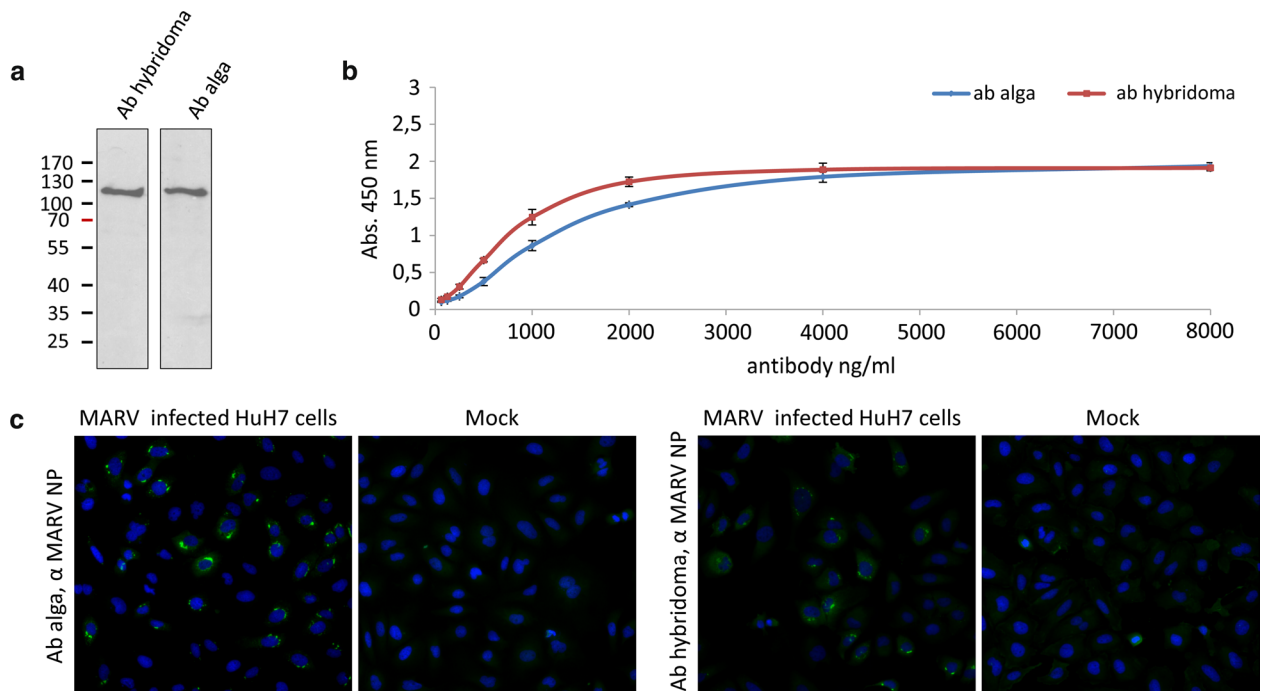 a
Ab hybridoma
Ab alga
170
130
100
70
55
40
35
25
b
ab alga
ab hybridoma
3
2,5
2
1,5
1
0,5
0
Abs. 450 nm
0 1000 2000 3000 4000 5000 6000 7000 8000
antibody ng/ml
c
MARV infected HuH7 cells
Mock
Ab alga, α MARV NP
MARV infected HuH7 cells
Mock
Ab hybridoma, α MARV NP